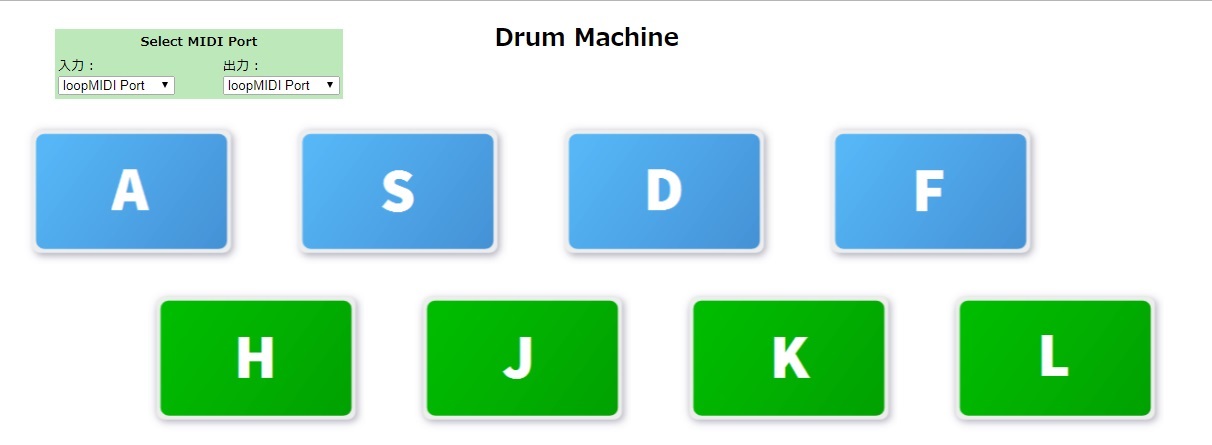 Drum Machine
Select MIDI Port
入力：
出力：
loopMIDI Port
loopMIDI Port
A
S
D
F
H
J
K
L